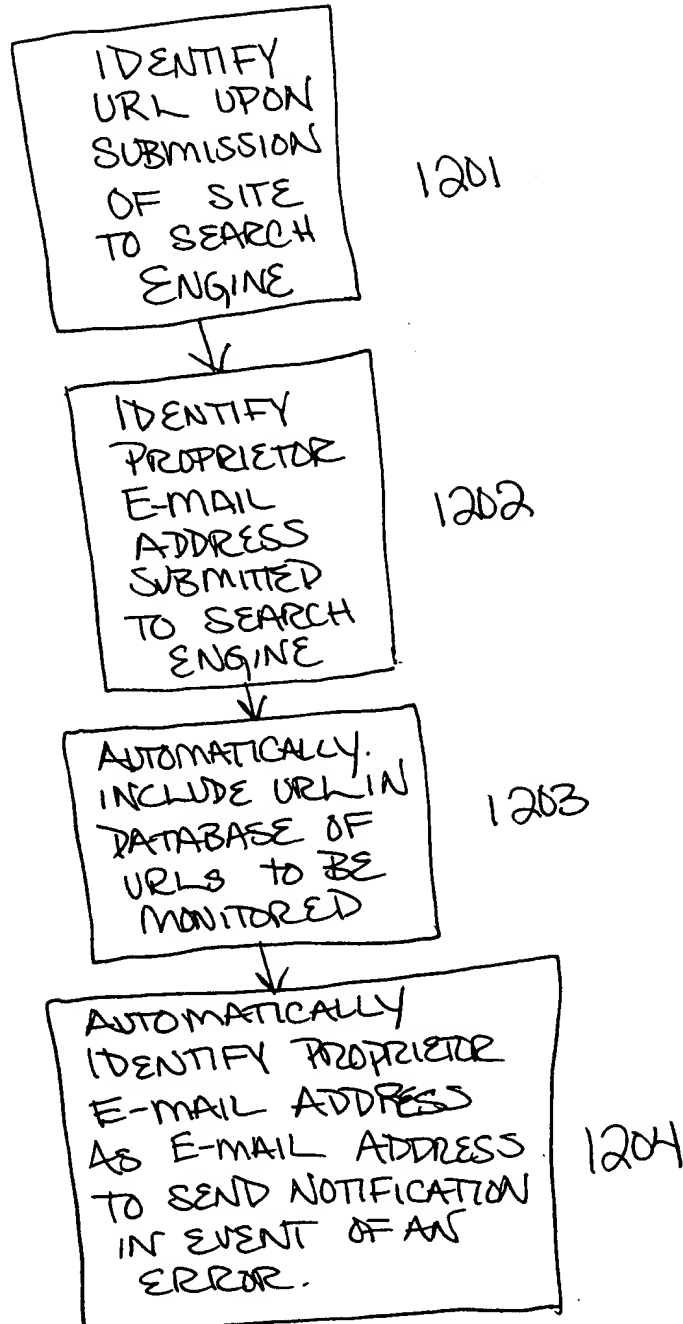 IDENTIFY
URL UPON
SUBMISSION
OF SITE
TO SEARCH
ENGINE
1201
IDENTIFY
PROPRIETOR
E-MAIL
ADDRESS
SUBMITTED
TO SEARCH
ENGINE
1202
AUTOMATICALLY.
INCLUDE URL IN
DATABASE OF
URLS TO BE
MONITORED
1203
AUTOMATICALLY
IDENTIFY PROPRIETOR
E-MAIL ADDRESS
AS E-MAIL ADDRESS
TO SEND NOTIFICATION
IN EVENT OF AN
ERROR.
1204